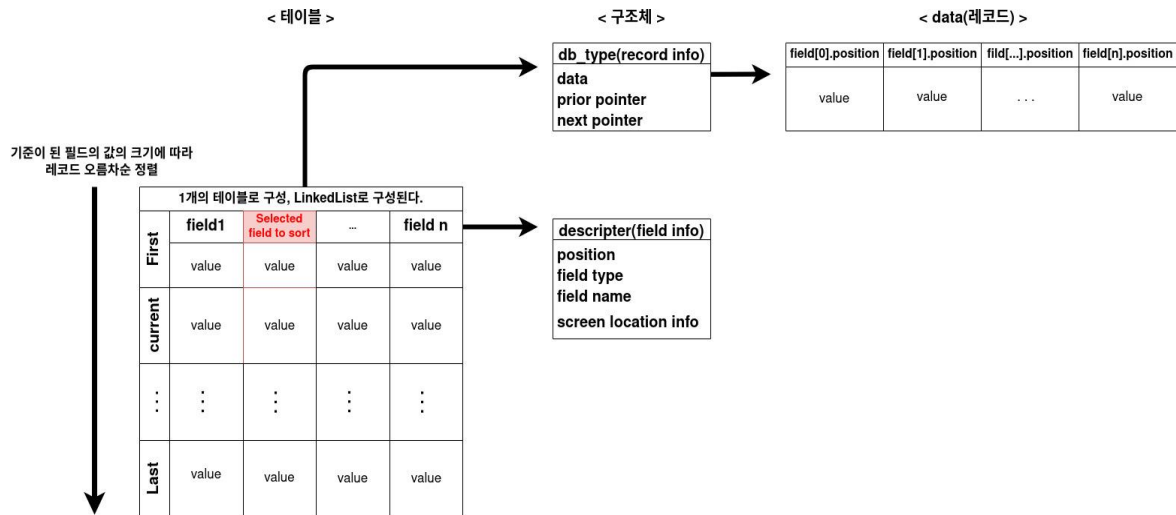 < 테이블 >
< 구조체 >
< data(레코드) >
db_type(record info)
data
prior pointer
next pointer
field[0].position
field[1].position
fild[...].position
field[n].position
value
value
. . .
value
기준이 된 필드의 값의 크기에 따라
레코드 오름차순 정렬
1개의 테이블로 구성, LinkedList로 구성된다.
First
field1
Selected
field to sort
...
field n
value
value
value
value
current
value
value
value
value
. . .
. . .
. . .
. . .
. . .
Last
value
value
value
value
descripter(field info)
position
field type
field name
screen location info